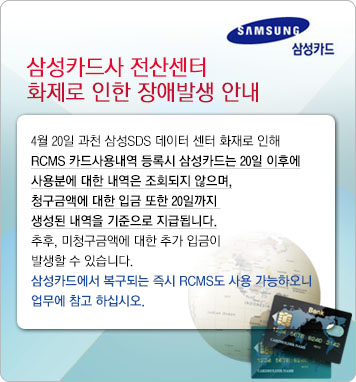 SAMSUNG
삼성카드
삼성카드사 전산센터
화제로 인한 장애발생 안내
4월 20일 과천 삼성SDS 데이터 센터 화재로 인해
RCMS 카드사용내역 등록시 삼성카드는 20일 이후에
사용분에 대한 내역은 조회되지 않으며,
청구금액에 대한 입금 또한 20일까지
생성된 내역을 기준으로 지급됩니다.
추후, 미청구금액에 대한 추가 입금이
발생할 수 있습니다.
삼성카드에서 복구되는 즉시 RCMS도 사용 가능하오니
업무에 참고 하십시오.
Bank
CARDHOLDER NAME